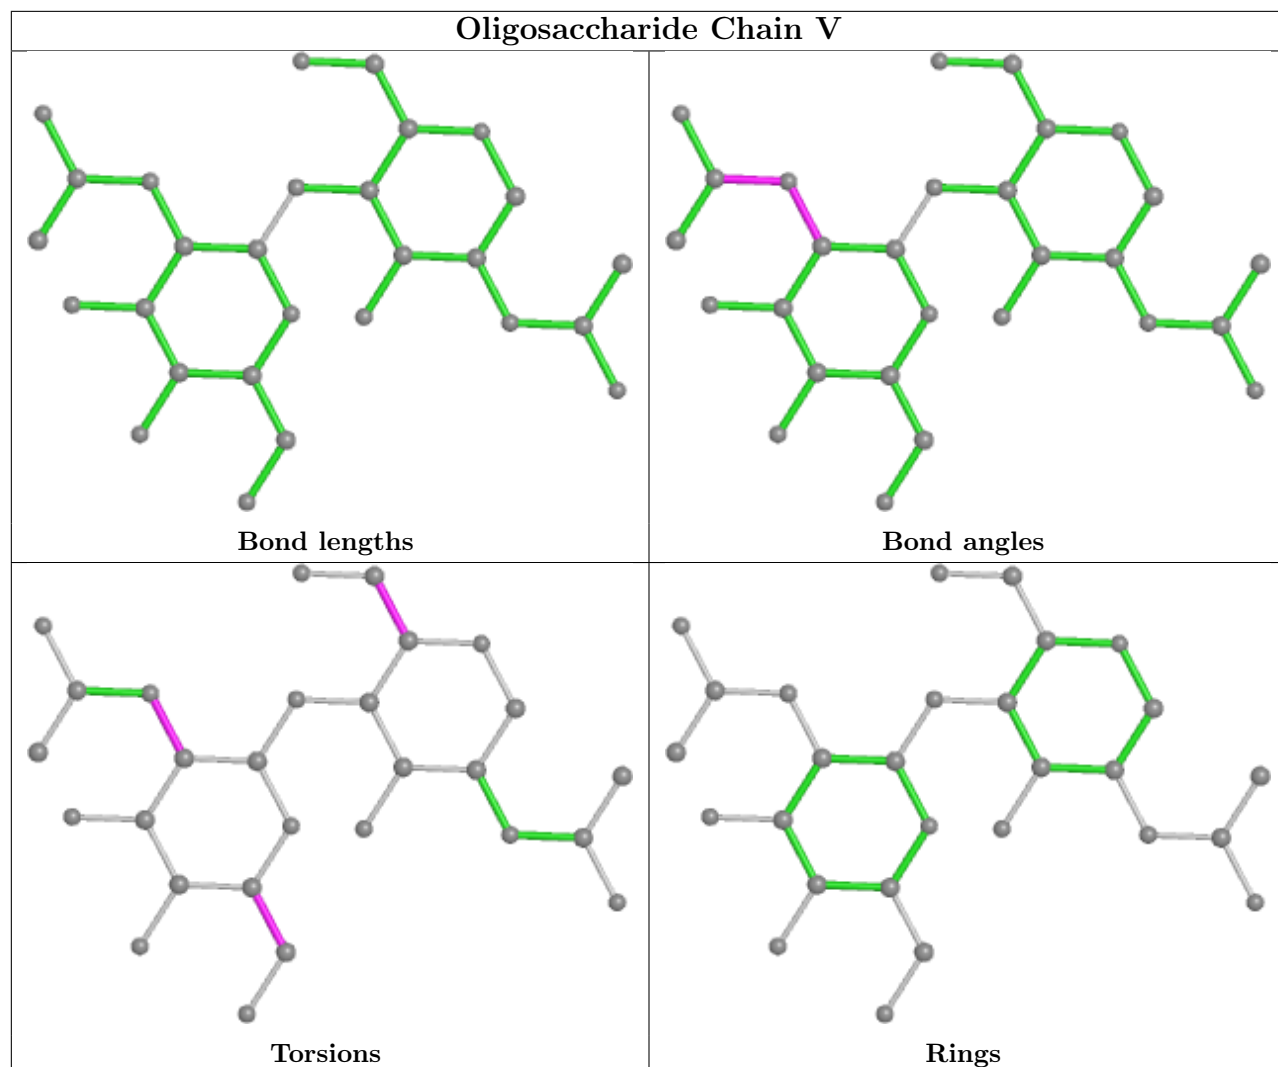 Oligosaccharide Chain V
Bond lengths
Bond angles
Torsions
Rings